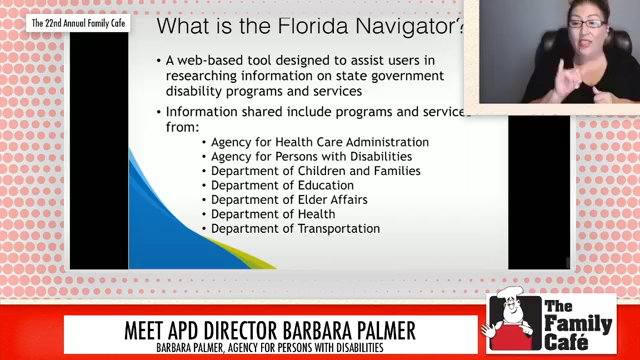 The 22nd Annual Family Cafe
What is the Florida Navigator?
• A web-based tool designed to assist users in
researching information on state government
disability programs and services
• Information shared include programs and services
from:
• Agency for Health Care Administration
• Agency for Persons with Disabilities
• Department of Children and Families
• Department of Education
• Department of Elder Affairs
• Department of Health
• Department of Transportation
MEET APD DIRECTOR BARBARA PALMER
BARBARA PALMER, AGENCY FOR PERSONS WITH DISABILITIES
The
Family
Café